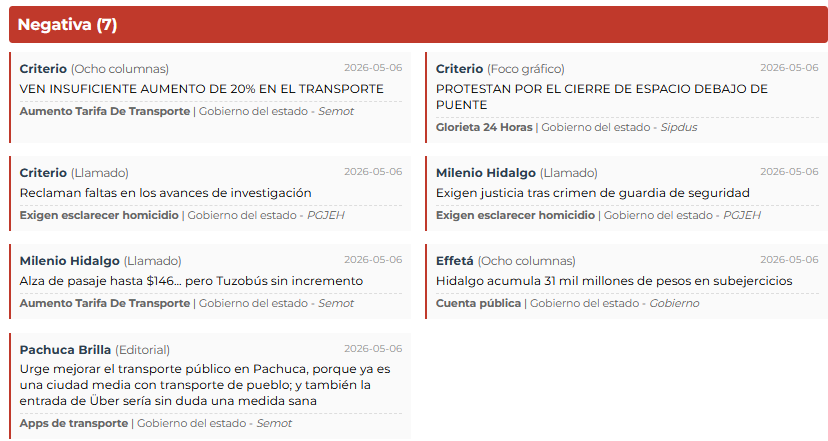 Negativa (7)
Criterio (Ocho columnas) 2026-05-06
VEN INSUFICIENTE AUMENTO DE 20% EN EL TRANSPORTE
Aumento Tarifa De Transporte | Gobierno del estado - Semot
Criterio (Foco gráfico) 2026-05-06
PROTESTAN POR EL CIERRE DE ESPACIO DEBAJO DE
PUENTE
Glorieta 24 Horas | Gobierno del estado - Sipdus
Criterio (Llamado) 2026-05-06
Reclaman faltas en los avances de investigación
Exigen esclarecer homicidio | Gobierno del estado - PGJEH
Milenio Hidalgo (Llamado) 2026-05-06
Exigen justicia tras crimen de guardia de seguridad
Exigen esclarecer homicidio | Gobierno del estado - PGJEH
Milenio Hidalgo (Llamado) 2026-05-06
Alza de pasaje hasta $146... pero Tuzobús sin incremento
Aumento Tarifa De Transporte | Gobierno del estado - Semot
Effetá (Ocho columnas) 2026-05-06
Hidalgo acumula 31 mil millones de pesos en subejercicios
Cuenta pública | Gobierno del estado - Gobierno
Pachuca Brilla (Editorial) 2026-05-06
Urge mejorar el transporte público en Pachuca, porque ya es
una ciudad media con transporte de pueblo; y también la
entrada de Über sería sin duda una medida sana
Apps de transporte | Gobierno del estado - Semot